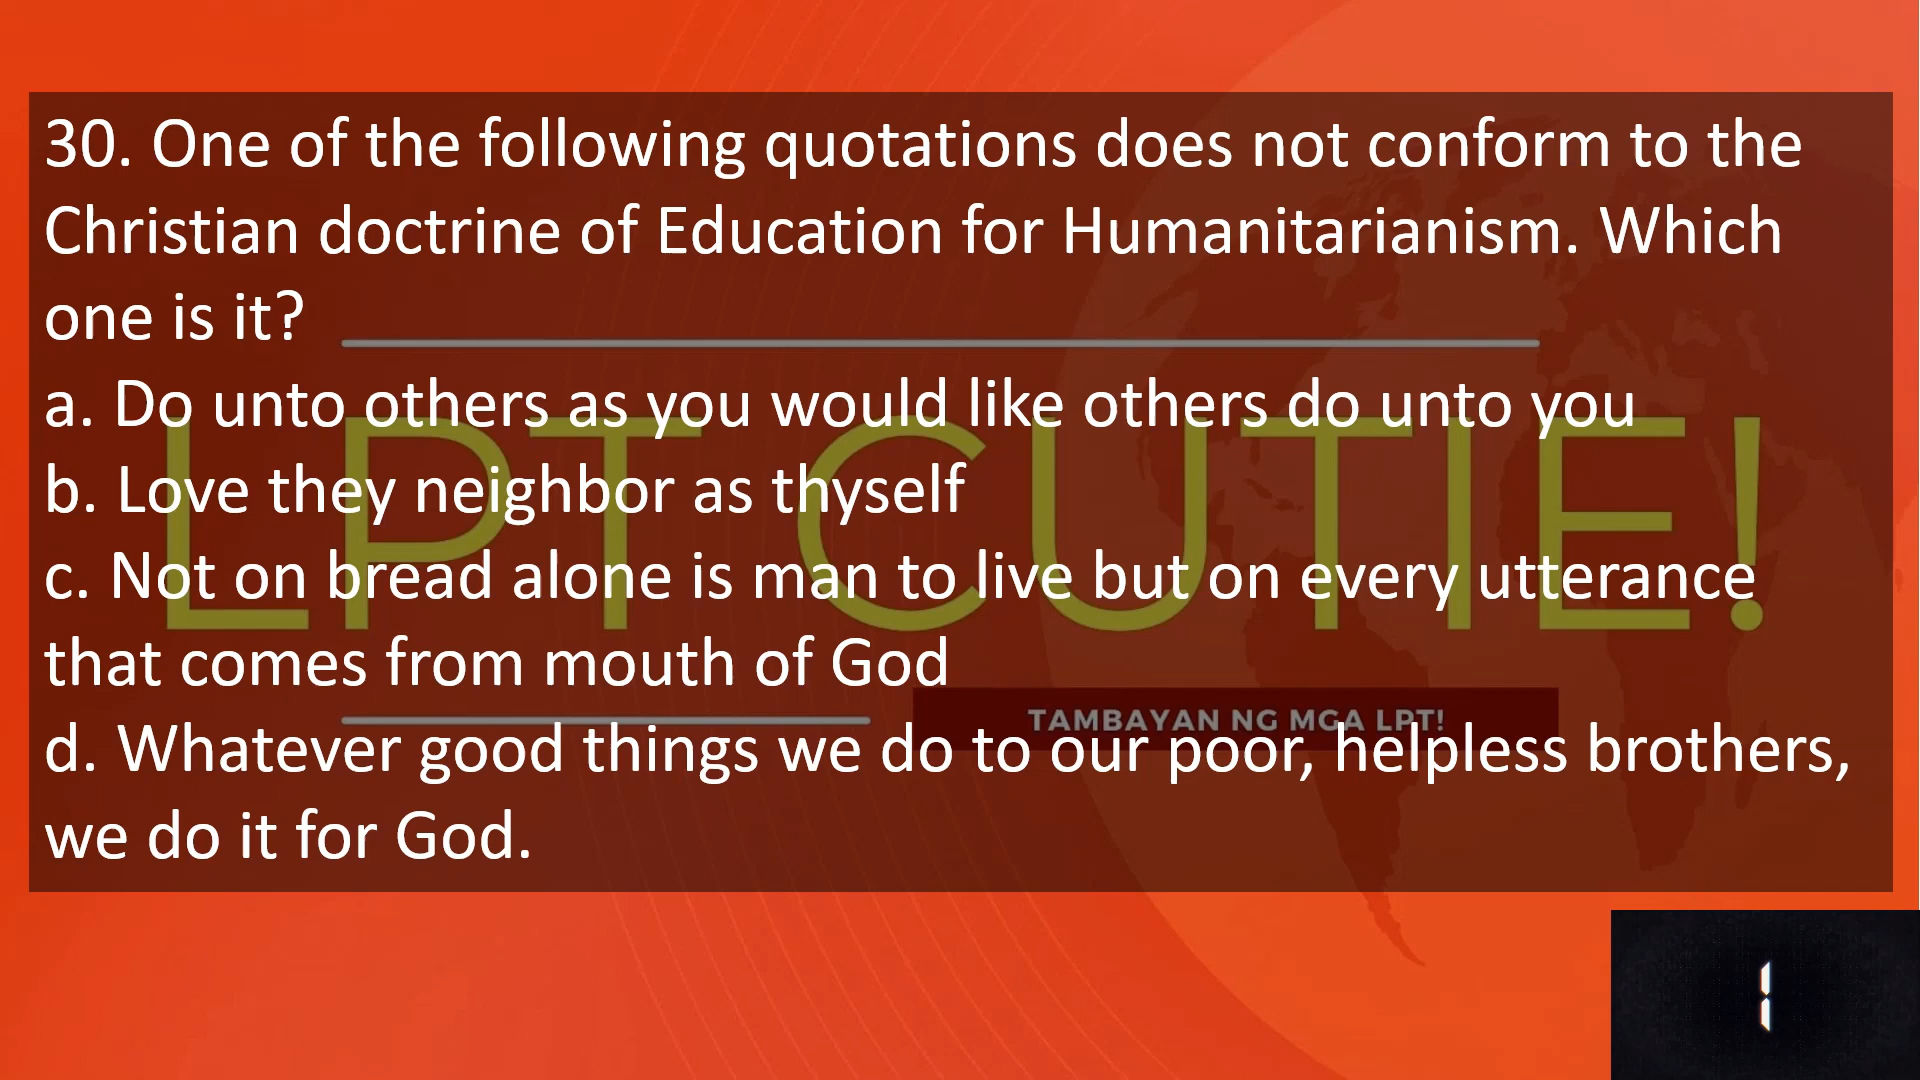 30. One of the following quotations does not conform to the
Christian doctrine of Education for Humanitarianism. Which
one is it?
a. Do unto others as you would like others do unto you
b. Love they neighbor as thyself
c. Not on bread alone is man to live but on every utterance
that comes from mouth of God
d. Whatever good things we do to our poor, helpless brothers,
we do it for God.
LPT CUTIE!
TAMBAYAN NG MGA LPT!
1